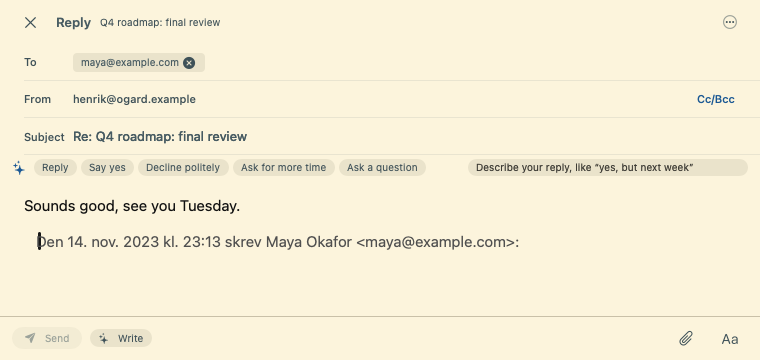 Reply Q4 roadmap: final review
To maya@example.com
From henrik@ogard.example Cc/Bcc
Subject Re: Q4 roadmap: final review
Reply Say yes Decline politely Ask for more time Ask a question Describe your reply, like “yes, but next week”
Sounds good, see you Tuesday.
Den 14. nov. 2023 kl. 23:13 skrev Maya Okafor <maya@example.com>:
Send Write Aa